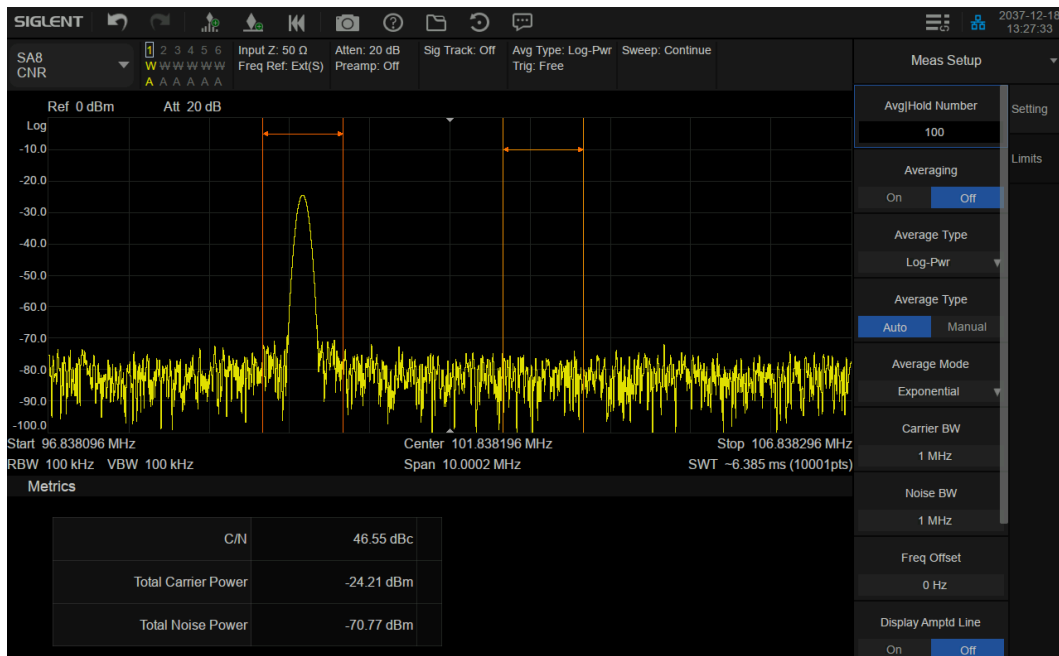 SIGLENT
2037-12-18
13:27:33
SA8
CNR
1 2 3 4 5 6
W W W W W W
A A A A A A
Input Z: 50 Ω
Freq Ref: Ext(S)
Atten: 20 dB
Preamp: Off
Sig Track: Off
Avg Type: Log-Pwr
Trig: Free
Sweep: Continue
Ref 0 dBm Att 20 dB
Log
-10.0
-20.0
-30.0
-40.0
-50.0
-60.0
-70.0
-80.0
-90.0
-100.0
Start 96.838096 MHz Center 101.838196 MHz Stop 106.838296 MHz
RBW 100 kHz VBW 100 kHz Span 10.0002 MHz SWT ~6.385 ms (10001pts)
Metrics
C/N 46.55 dBc
Total Carrier Power -24.21 dBm
Total Noise Power -70.77 dBm
Meas Setup
Avg|Hold Number
100
Averaging
On Off
Average Type
Log-Pwr
Average Type
Auto Manual
Average Mode
Exponential
Carrier BW
1 MHz
Noise BW
1 MHz
Freq Offset
0 Hz
Display Amptd Line
On Off
Setting
Limits